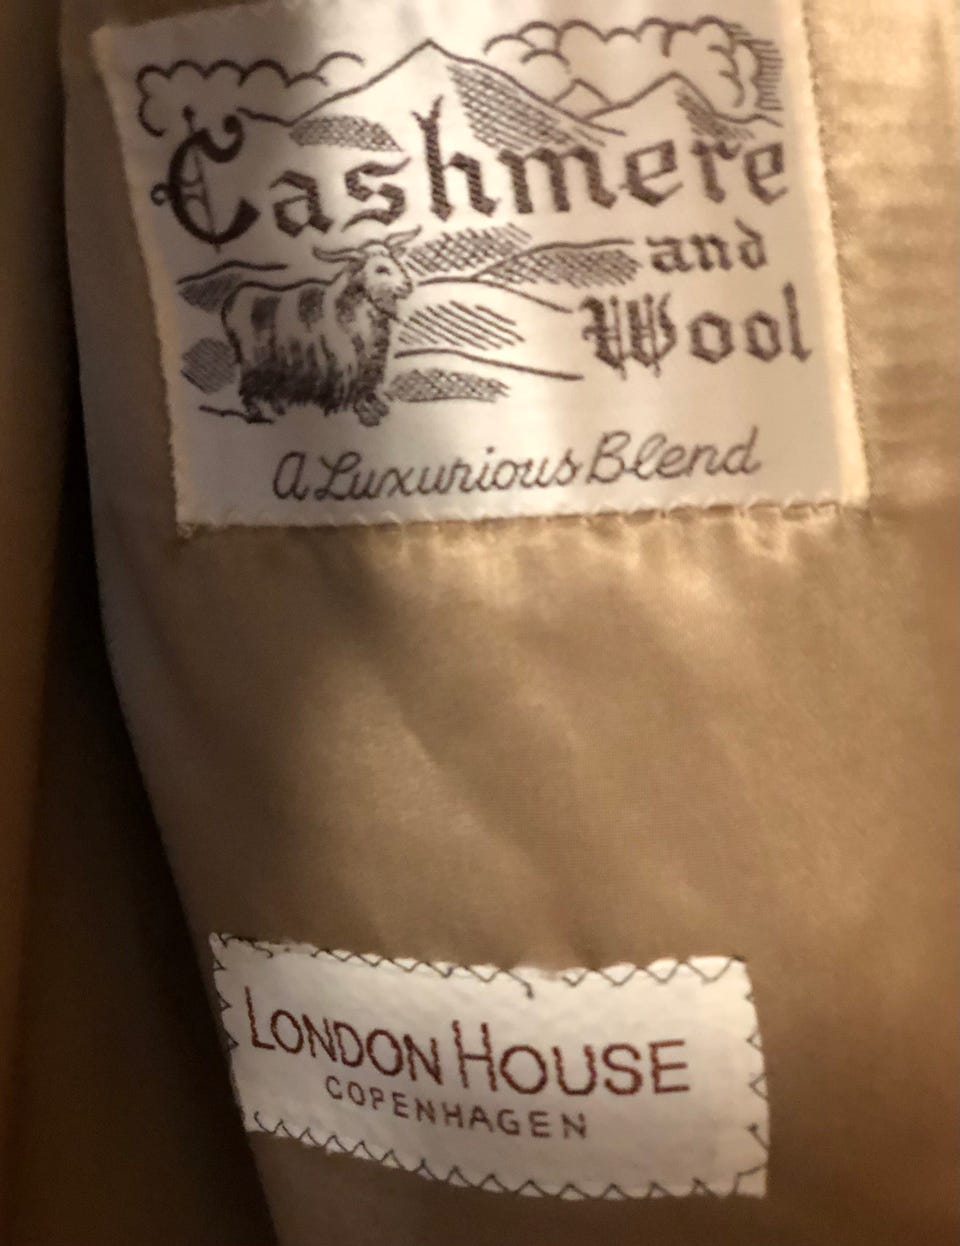 Cashmere
and
Wool
A Luxurious Blend
LONDON HOUSE
COPENHAGEN